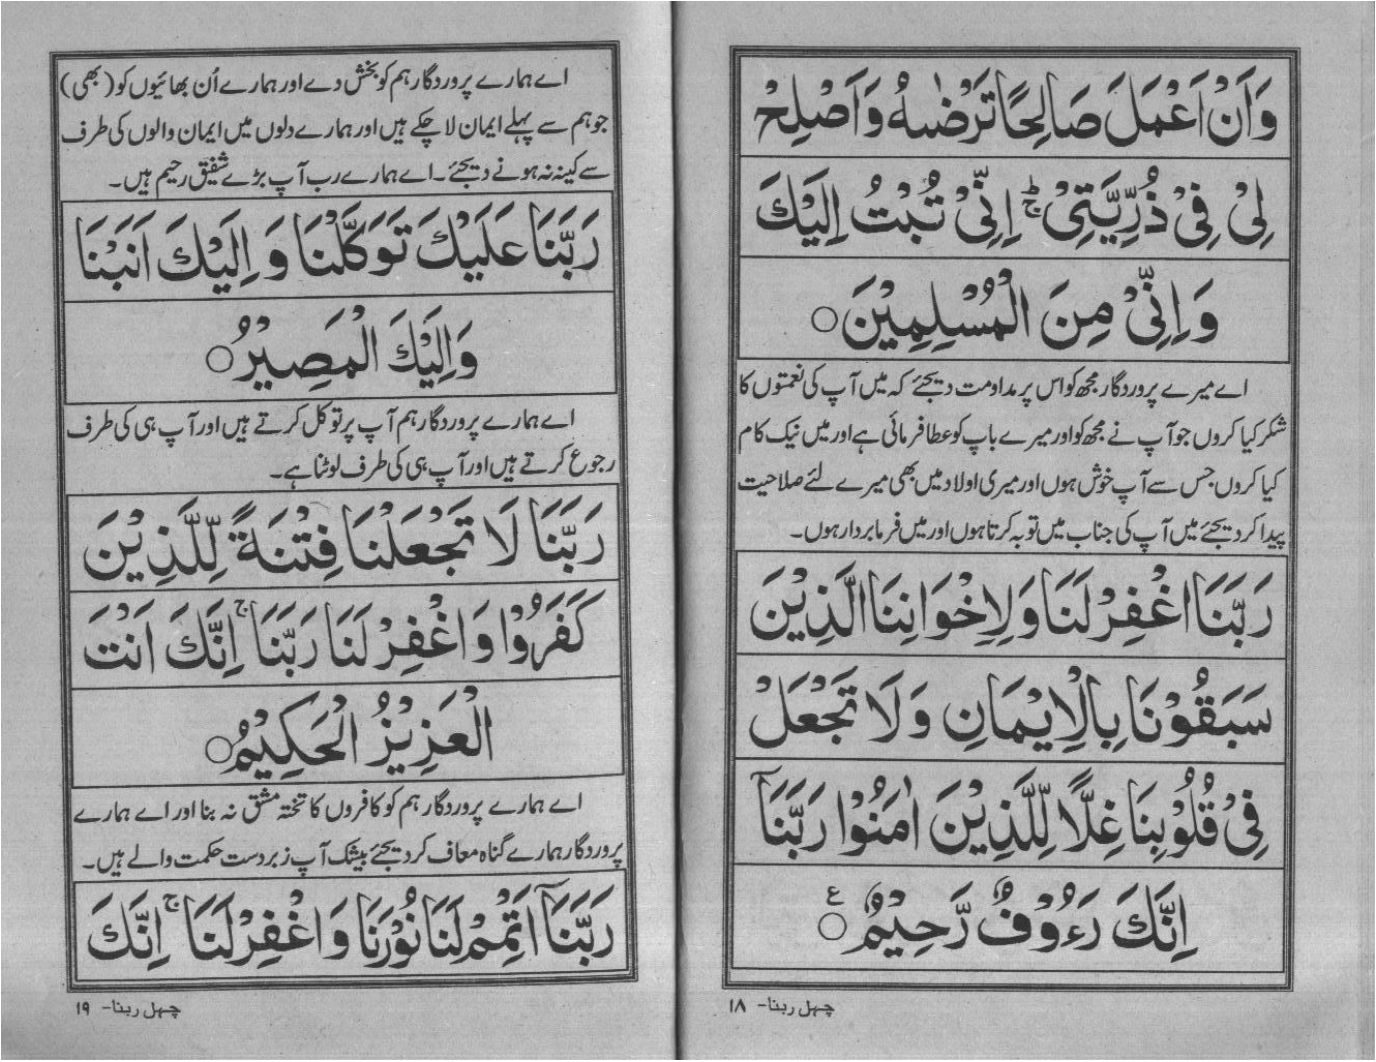 وَاَنْ اَعْمَلَ صَالِحًا تَرْضٰىهُ وَاَصْلِحْ
لِىْ فِىْ ذُرِّيَّتِىْ ۚؕ اِنِّىْ تُبْتُ اِلَيْكَ
وَاِنِّىْ مِنَ الْمُسْلِمِيْنَ ○
اے میرے پروردگار مجھ کو اس پر مداومت دیجئے کہ میں آپ کی نعمتوں کا
شکر کیا کروں جو آپ نے مجھ کو اور میرے باپ کو عطا فرمائی ہے اور میں نیک کام
کیا کروں جس سے آپ خوش ہوں اور میری اولاد میں بھی میرے لئے صلاحیت
پیدا کر دیجئے میں آپ کی جناب میں توبہ کرتا ہوں اور میں فرمابردار ہوں۔
رَبَّنَا اغْفِرْ لَنَا وَلِاِخْوَانِنَا الَّذِيْنَ
سَبَقُوْنَا بِالْاِيْمَانِ وَلَا تَجْعَلْ
فِىْ قُلُوْبِنَا غِلًّا لِّلَّذِيْنَ اٰمَنُوْا رَبَّنَآ
اِنَّكَ رَءُوْفٌ رَّحِيْمٌ ○ ع
چہل ربنا- ۱۸
اے ہمارے پروردگار ہم کو بخش دے اور ہمارے اُن بھائیوں کو (بھی)
جو ہم سے پہلے ایمان لا چکے ہیں اور ہمارے دلوں میں ایمان والوں کی طرف
سے کینہ نہ ہونے دیجئے۔ اے ہمارے رب آپ بڑے شفیق رحیم ہیں۔
رَبَّنَا عَلَيْكَ تَوَكَّلْنَا وَ اِلَيْكَ اَنَبْنَا
وَاِلَيْكَ الْمَصِيْرُ ○
اے ہمارے پروردگار ہم آپ پر توکل کرتے ہیں اور آپ ہی کی طرف
رجوع کرتے ہیں اور آپ ہی کی طرف لوٹنا ہے۔
رَبَّنَا لَا تَجْعَلْنَا فِتْنَةً لِّلَّذِيْنَ
كَفَرُوْا وَاغْفِرْ لَنَا رَبَّنَا ۚ اِنَّكَ اَنْتَ
الْعَزِيْزُ الْحَكِيْمُ ○
اے ہمارے پروردگار ہم کو کافروں کا تختہ مشق نہ بنا اور اے ہمارے
پروردگار ہمارے گناہ معاف کر دیجئے بیشک آپ زبردست حکمت والے ہیں۔
رَبَّنَآ اَتْمِمْ لَنَا نُوْرَنَا وَاغْفِرْ لَنَا ۚ اِنَّكَ
چہل ربنا- ۱۹